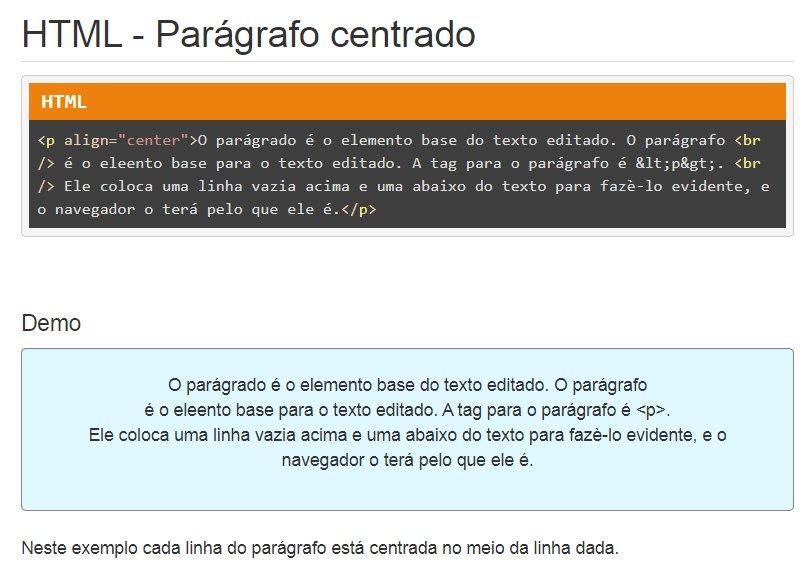 HTML - Parágrafo centrado
HTML
<p align="center">O parágrado é o elemento base do texto editado. O parágrafo <br
/> é o eleento base para o texto editado. A tag para o parágrafo é &lt;p&gt;. <br
/> Ele coloca uma linha vazia acima e uma abaixo do texto para fazè-lo evidente, e
o navegador o terá pelo que ele é.</p>
Demo
O parágrado é o elemento base do texto editado. O parágrafo
é o eleento base para o texto editado. A tag para o parágrafo é <p>.
Ele coloca uma linha vazia acima e uma abaixo do texto para fazè-lo evidente, e o
navegador o terá pelo que ele é.
Neste exemplo cada linha do parágrafo está centrada no meio da linha dada.